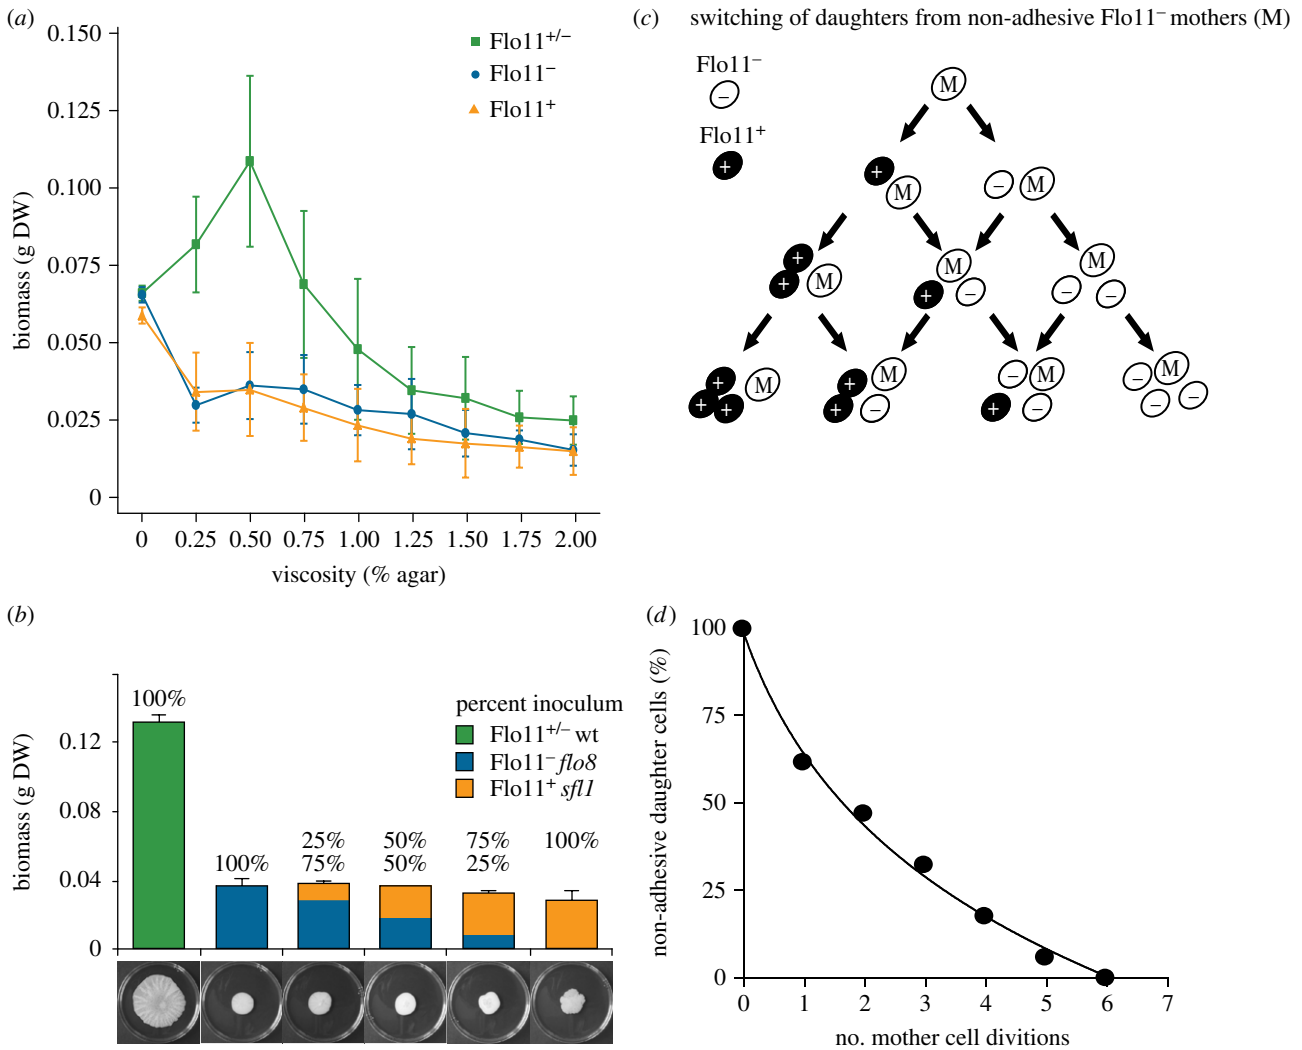 (a)
0.150
0.125
0.100
0.075
0.050
0.025
0
biomass (g DW)
Flo11+/−
Flo11−
Flo11+
0 0.25 0.50 0.75 1.00 1.25 1.50 1.75 2.00
viscosity (% agar)
(c) switching of daughters from non-adhesive Flo11− mothers (M)
Flo11−
−
Flo11+
+
M
+ M − M
+ + M M + − M − −
+ + + M + + M − − M + − − M − −
(b)
0.12
0.08
0.04
0
biomass (g DW)
percent inoculum
Flo11+/− wt
Flo11− flo8
Flo11+ sfl1
100%
100%
25%
75%
50%
50%
75%
25%
100%
(d)
100
75
50
25
0
non-adhesive daughter cells (%)
0 1 2 3 4 5 6 7
no. mother cell divitions